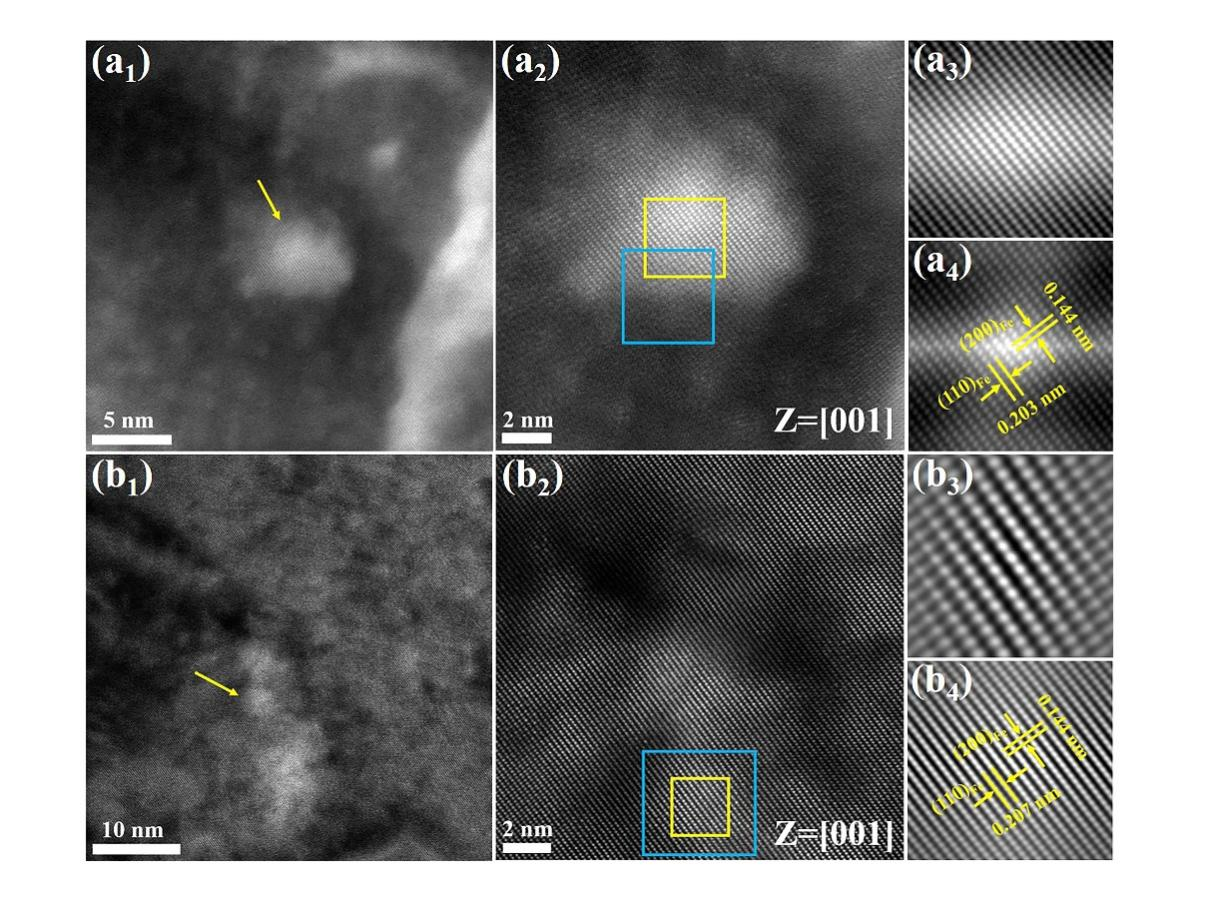 (a1)
(a2)
(a3)
5 nm
2 nm
Z=[001]
(a4)
0.144 nm
(200)Fe
(110)Fe
0.203 nm
(b1)
(b2)
(b3)
10 nm
2 nm
Z=[001]
(b4)
0.144 nm
(200)Fe
(110)Fe
0.207 nm